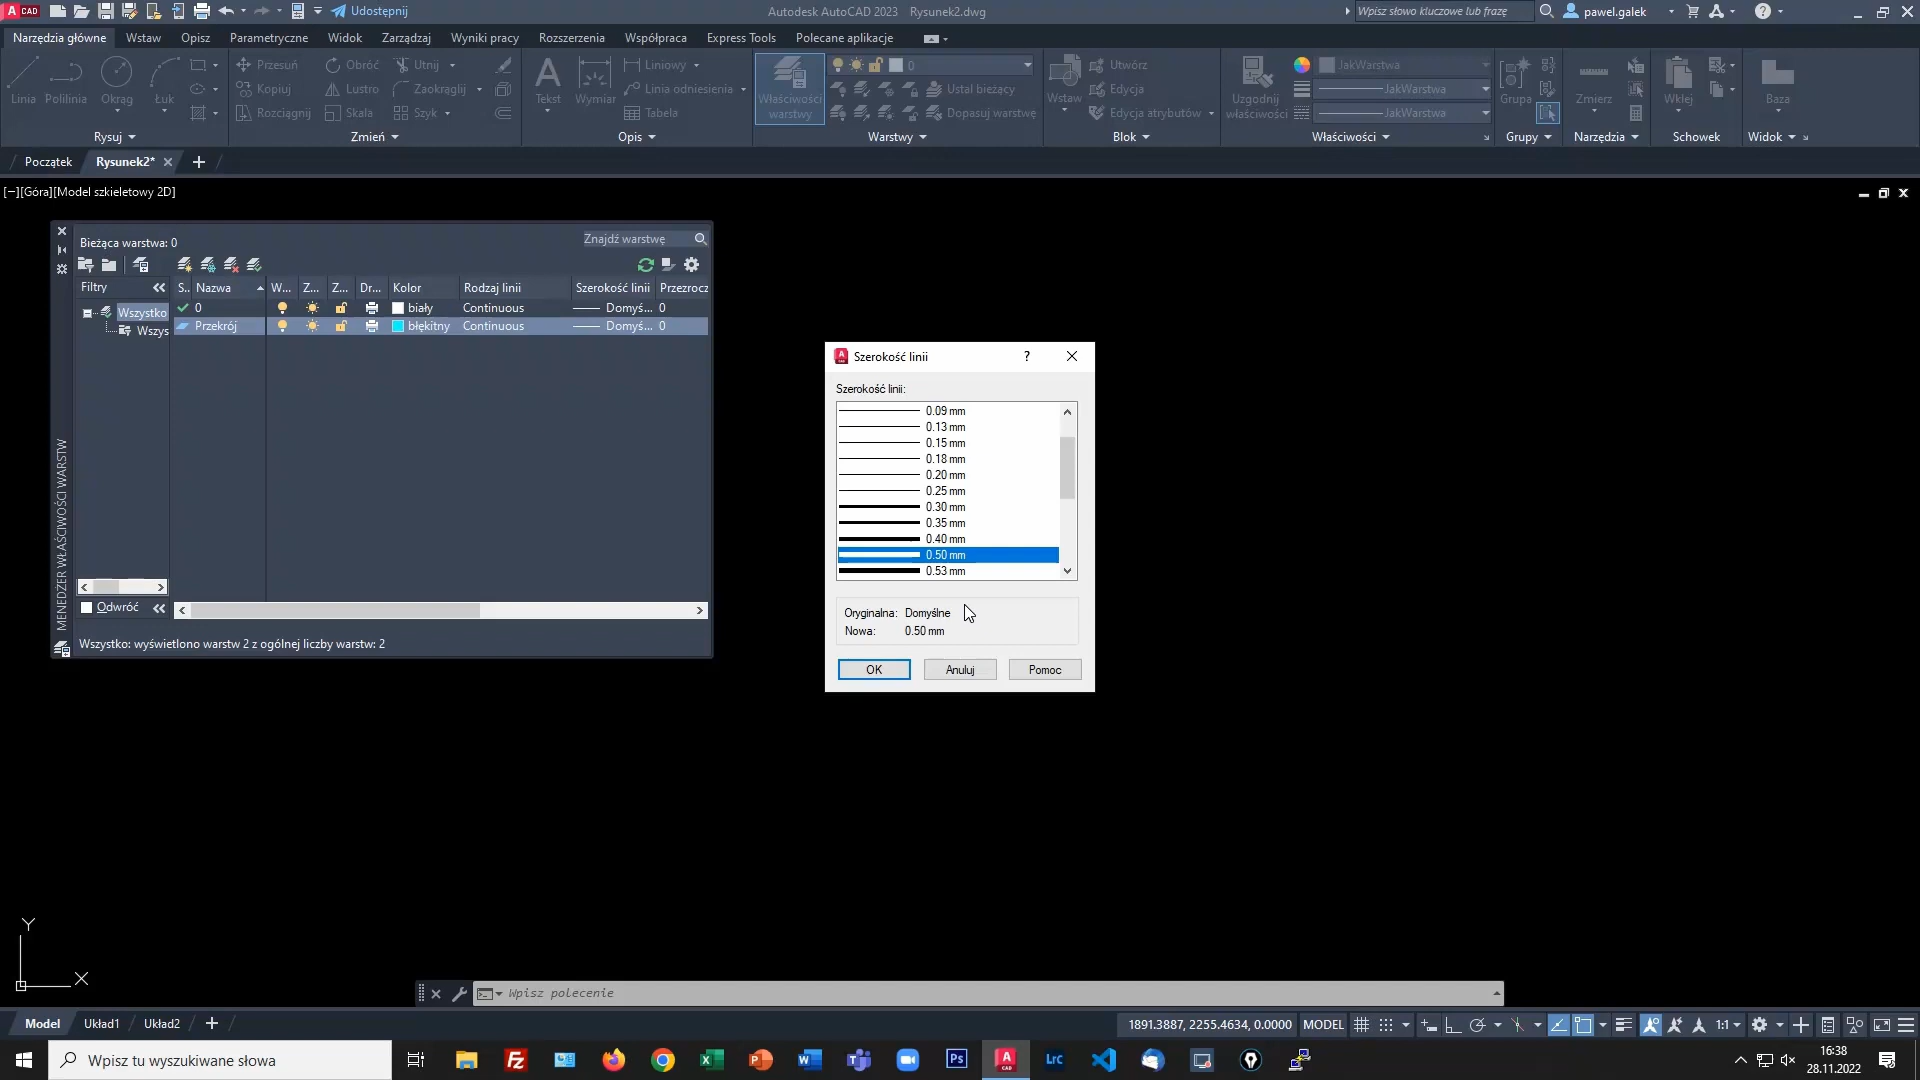 A CAD
Udostępnij
Autodesk AutoCAD 2023 Rysunek2.dwg
Wpisz słowo kluczowe lub frazę
pawel.galek
Narzędzia główne Wstaw Opisz Parametryczne Widok Zarządzaj Wyniki pracy Rozszerzenia Współpraca Express Tools Polecane aplikacje
Linia Polilinia Okrąg Łuk
Przesuń Obróć Utnij
Kopiuj Lustro Zaokrąglij
Rozciągnij Skala Szyk
Tekst Wymiar
Liniowy
Linia odniesienia
Tabela
Właściwości warstwy
0
Ustal bieżący
Dopasuj warstwę
Wstaw
Utwórz
Edycja
Edycja atrybutów
Uzgodnij właściwości
JakWarstwa
JakWarstwa
JakWarstwa
Grupa
Zmierz
Wklej
Baza
Rysuj Zmień Opis Warstwy Blok Właściwości Grupy Narzędzia Schowek Widok
Początek Rysunek2* +
[−][Góra][Model szkieletowy 2D]
Bieżąca warstwa: 0
Znajdź warstwę
Filtry
Wszystko
Wszys
S.. Nazwa W... Z... Z... Dr... Kolor Rodzaj linii Szerokość linii Przezrocz
0 biały Continuous Domyś... 0
Przekrój błękitny Continuous Domyś... 0
MENEDŻER WŁAŚCIWOŚCI WARSTW
Odwróć
Wszystko: wyświetlono warstw 2 z ogólnej liczby warstw: 2
Szerokość linii
?
Szerokość linii:
0.09 mm
0.13 mm
0.15 mm
0.18 mm
0.20 mm
0.25 mm
0.30 mm
0.35 mm
0.40 mm
0.50 mm
0.53 mm
Oryginalna: Domyślne
Nowa: 0.50 mm
OK Anuluj Pomoc
Y
X
Wpisz polecenie
Model Układ1 Układ2 +
1891.3887, 2255.4634, 0.0000 MODEL 1:1
Wpisz tu wyszukiwane słowa
Fz
Ps
A CAD
Lrc
16:38
28.11.2022